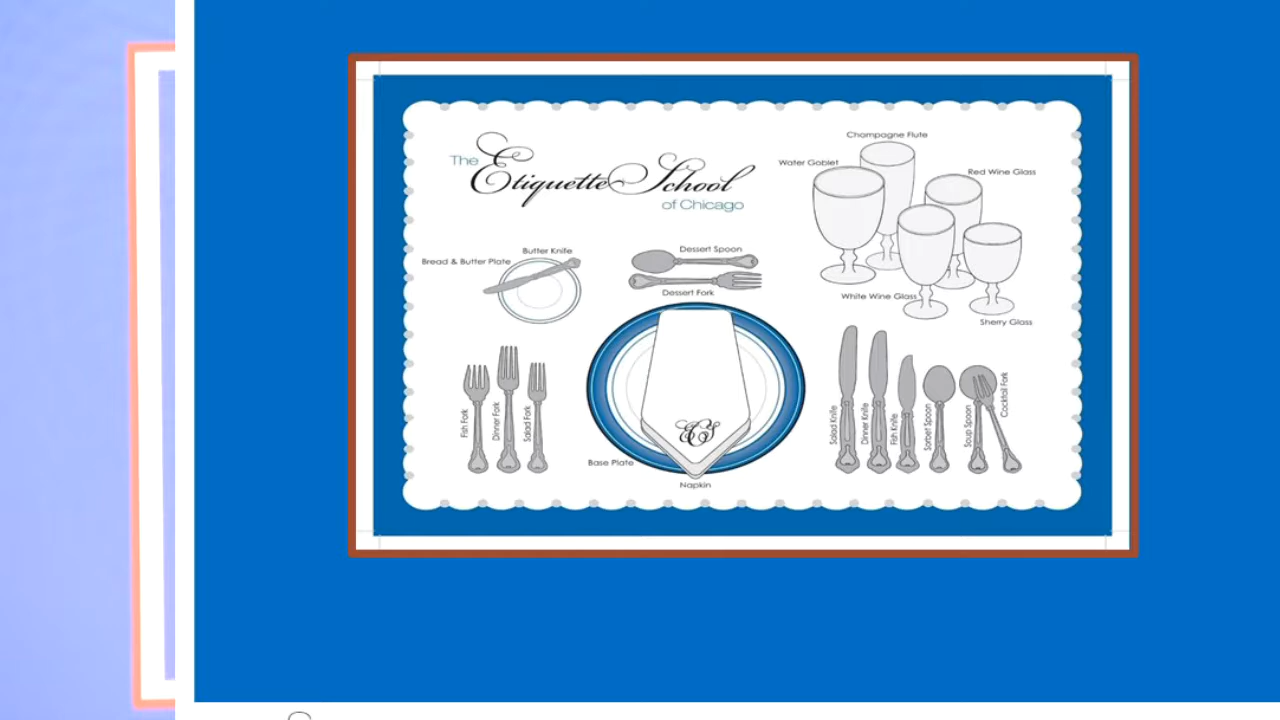 The
Etiquette School
of Chicago
Champagne Flute
Water Goblet
Red Wine Glass
White Wine Glass
Sherry Glass
Butter Knife
Bread & Butter Plate
Dessert Spoon
Dessert Fork
Fish Fork
Dinner Fork
Salad Fork
ES
Base Plate
Napkin
Salad Knife
Dinner Knife
Fish Knife
Sorbet Spoon
Soup Spoon
Cocktail Fork